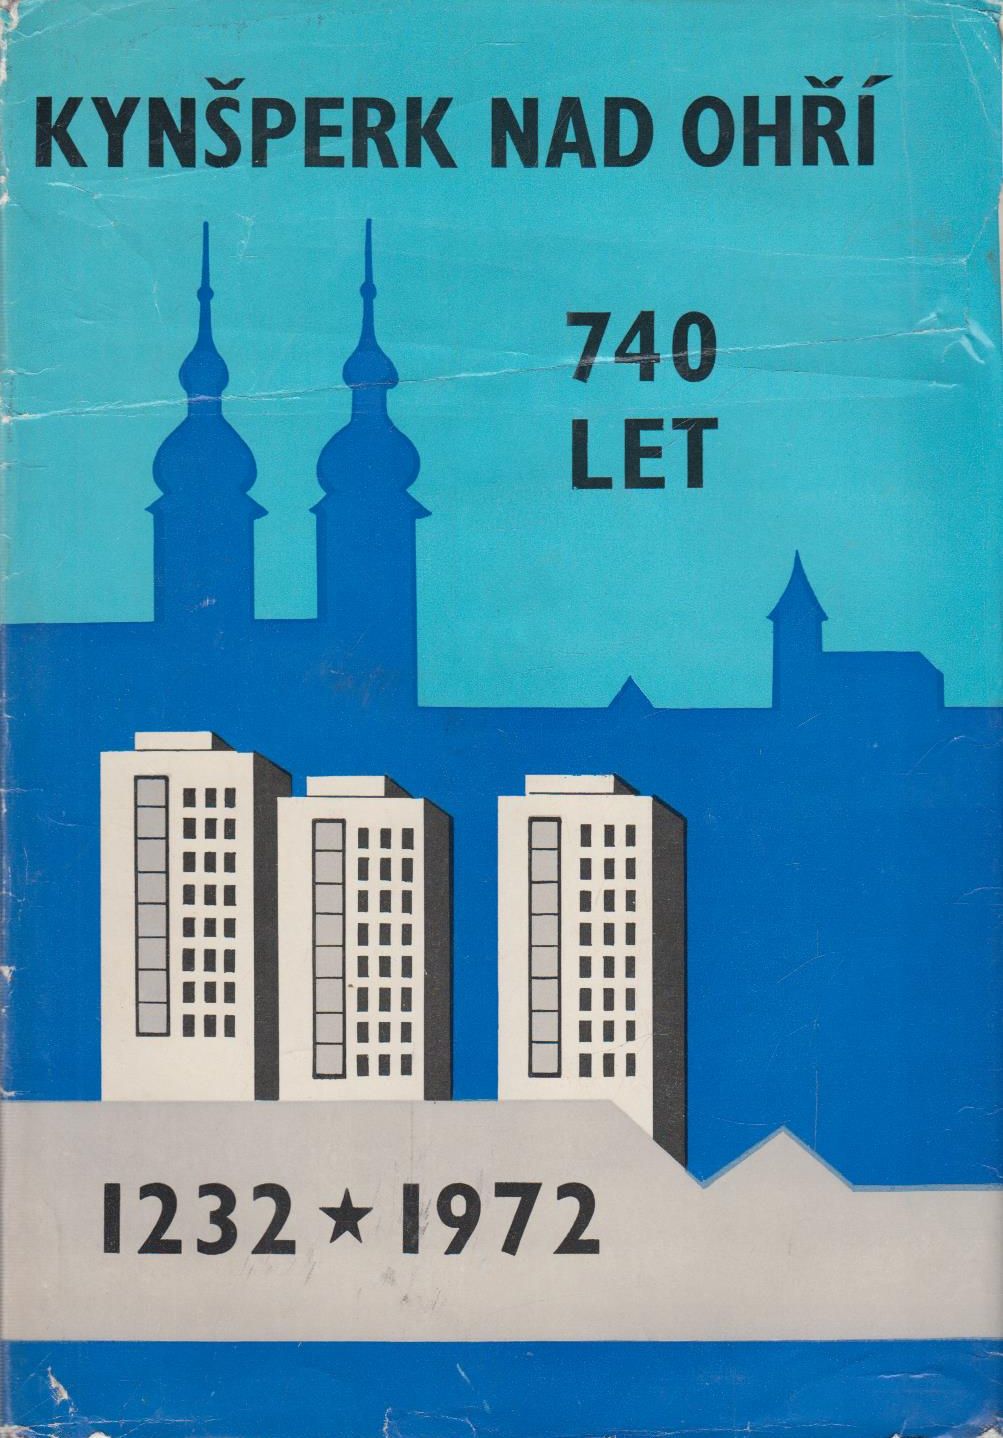 KYNŠPERK NAD OHŘÍ
740
LET
1232 ★ 1972